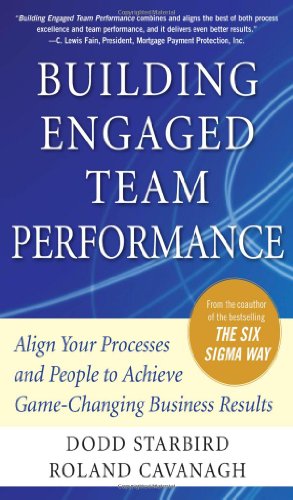 "Building Engaged Team Performance combines and aligns the best of both process
excellence and team performance, and it delivers even better results."
—C. Lewis Fain, President, Mortgage Payment Protection, Inc.
BUILDING
ENGAGED
TEAM
PERFORMANCE
From the coauthor
of the bestselling
THE SIX
SIGMA WAY
Align Your Processes
and People to Achieve
Game-Changing Business Results
DODD STARBIRD
ROLAND CAVANAGH